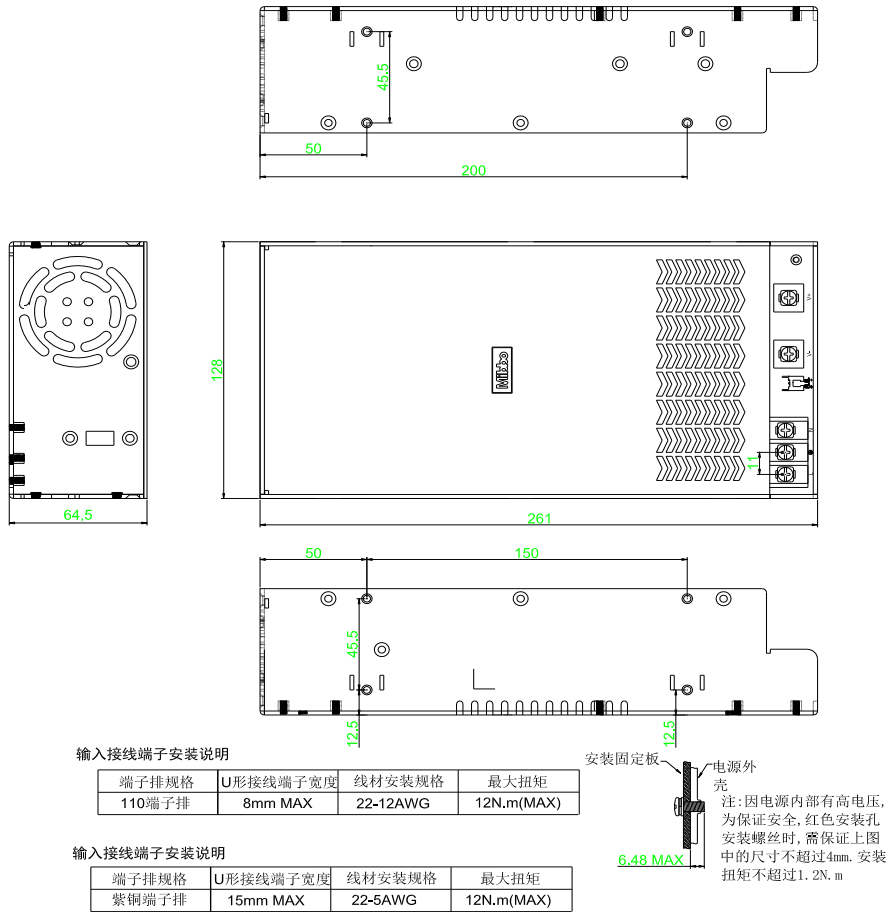 45.5
50
200
128
Mibbo
V+
V-
N
L
11
64,5
261
50
150
45.5
12.5
12.5
输入接线端子安装说明
端子排规格 U形接线端子宽度 线材安装规格 最大扭矩
110端子排 8mm MAX 22-12AWG 12N.m(MAX)
输入接线端子安装说明
端子排规格 U形接线端子宽度 线材安装规格 最大扭矩
紫铜端子排 15mm MAX 22-5AWG 12N.m(MAX)
安装固定板
电源外
壳
6.48 MAX
注:因电源内部有高电压,
为保证安全,红色安装孔
安装螺丝时,需保证上图
中的尺寸不超过4mm.安装
扭矩不超过1.2N.m